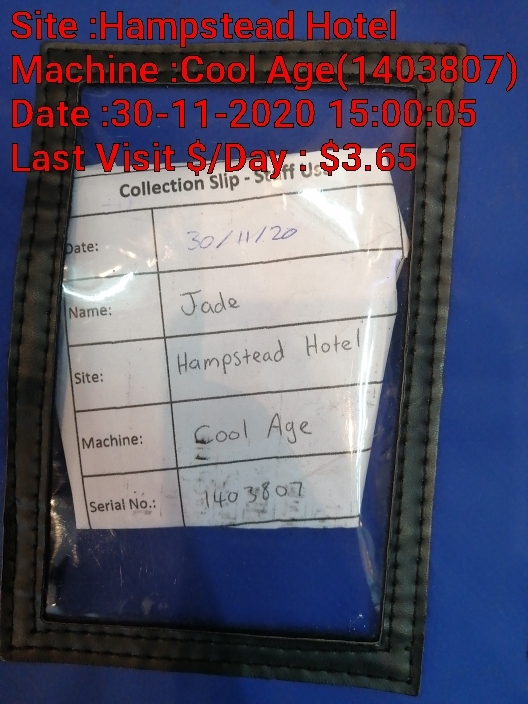 Site :Hampstead Hotel
Machine :Cool Age(1403807)
Date :30-11-2020 15:00:05
Last Visit $/Day : $3.65
Collection Slip - Staff Use
Date: 30/11/20
Name: Jade
Site: Hampstead Hotel
Machine: Cool Age
Serial No.: 1403807